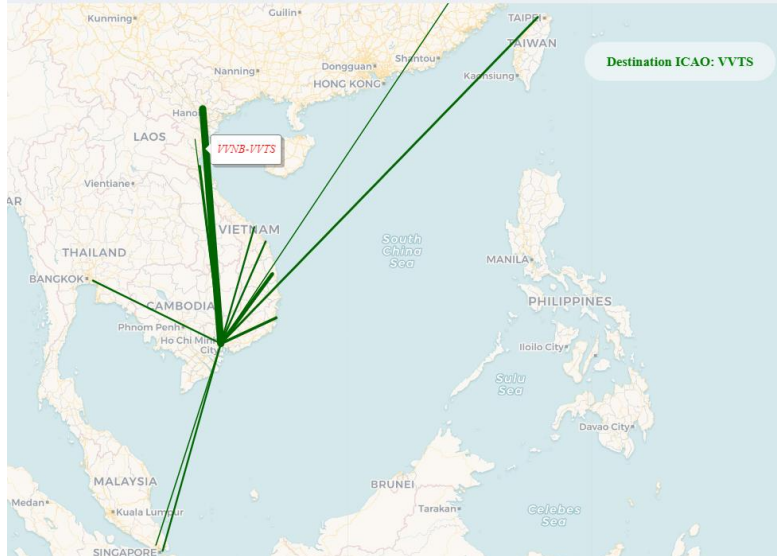 Kunming
Guilin
TAIPEI
TAIWAN
Shantou
Dongguan
Nanning
HONG KONG
Kaohsiung
Destination ICAO: VVTS
Hanoi
LAOS
VVNB-VVTS
AR
Vientiane
VIETNAM
THAILAND
South
China
Sea
MANILA
BANGKOK
CAMBODIA
PHILIPPINES
Phnom Penh
Ho Chi Minh
City
Iloilo City
Sulu
Sea
Davao City
MALAYSIA
BRUNEI
Medan
Kuala Lumpur
Tarakan
Celebes
Sea
SINGAPORE